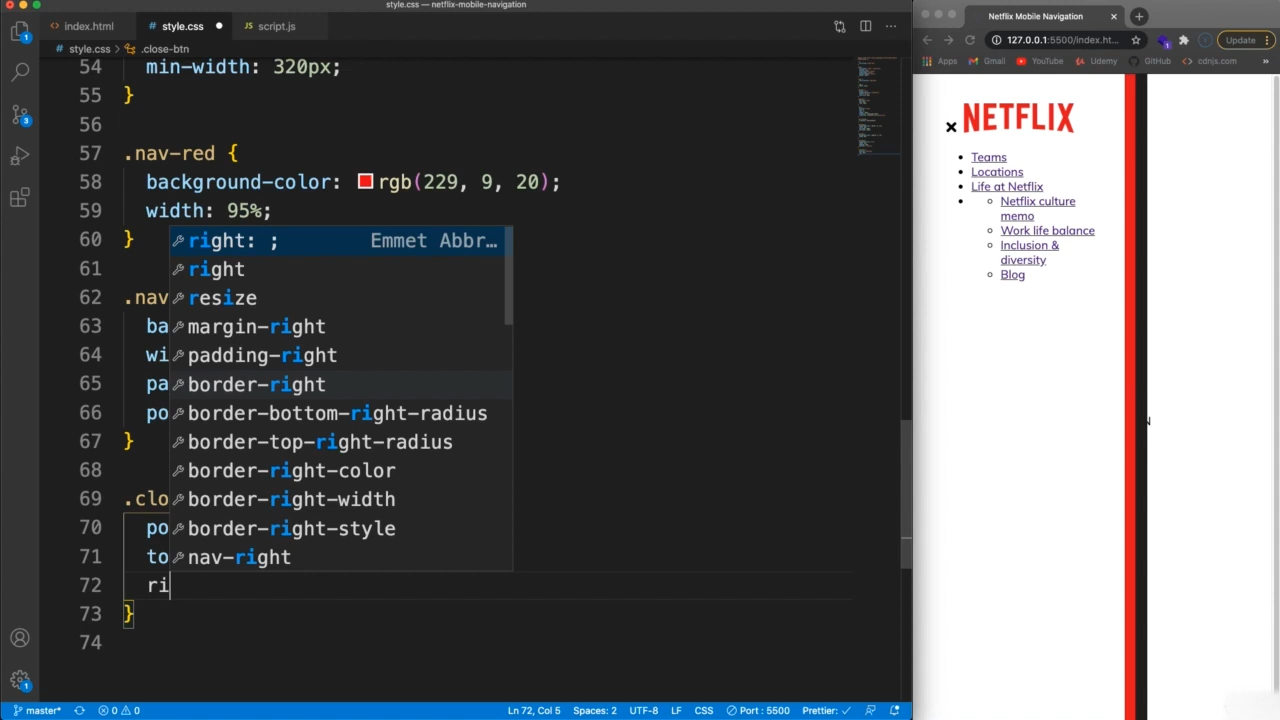 style.css — netflix-mobile-navigation
index.html
# style.css
JS script.js
# style.css > .close-btn
54 min-width: 320px;
55 }
56
57 .nav-red {
58 background-color: rgb(229, 9, 20);
59 width: 95%;
60 }
61
62 .nav
63 ba
64 wi
65 pa
66 po
67 }
68
69 .clo
70 po
71 to
72 ri
73 }
74
right: ; Emmet Abbr…
right
resize
margin-right
padding-right
border-right
border-bottom-right-radius
border-top-right-radius
border-right-color
border-right-width
border-right-style
nav-right
master*
0 0
Ln 72, Col 5
Spaces: 2
UTF-8
LF
CSS
Port : 5500
Prettier:
Netflix Mobile Navigation
127.0.0.1:5500/index.ht…
Update
Apps
Gmail
YouTube
Udemy
GitHub
cdnjs.com
»
NETFLIX
Teams
Locations
Life at Netflix
Netflix culture
memo
Work life balance
Inclusion &
diversity
Blog